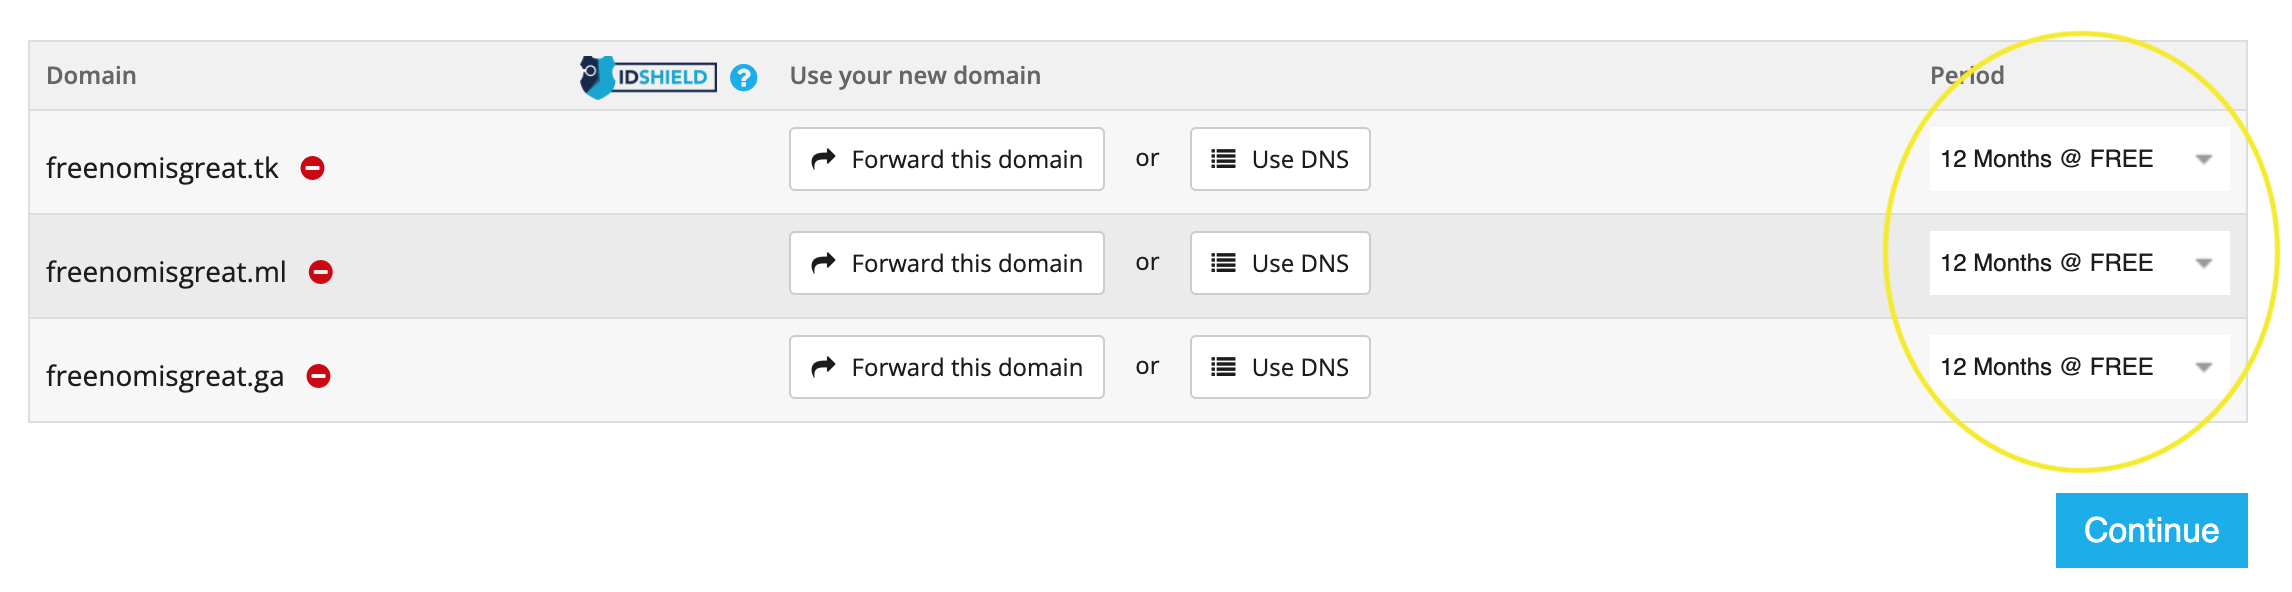 Domain IDSHIELD ? Use your new domain Period
freenomisgreat.tk Forward this domain or Use DNS 12 Months @ FREE
freenomisgreat.ml Forward this domain or Use DNS 12 Months @ FREE
freenomisgreat.ga Forward this domain or Use DNS 12 Months @ FREE
Continue